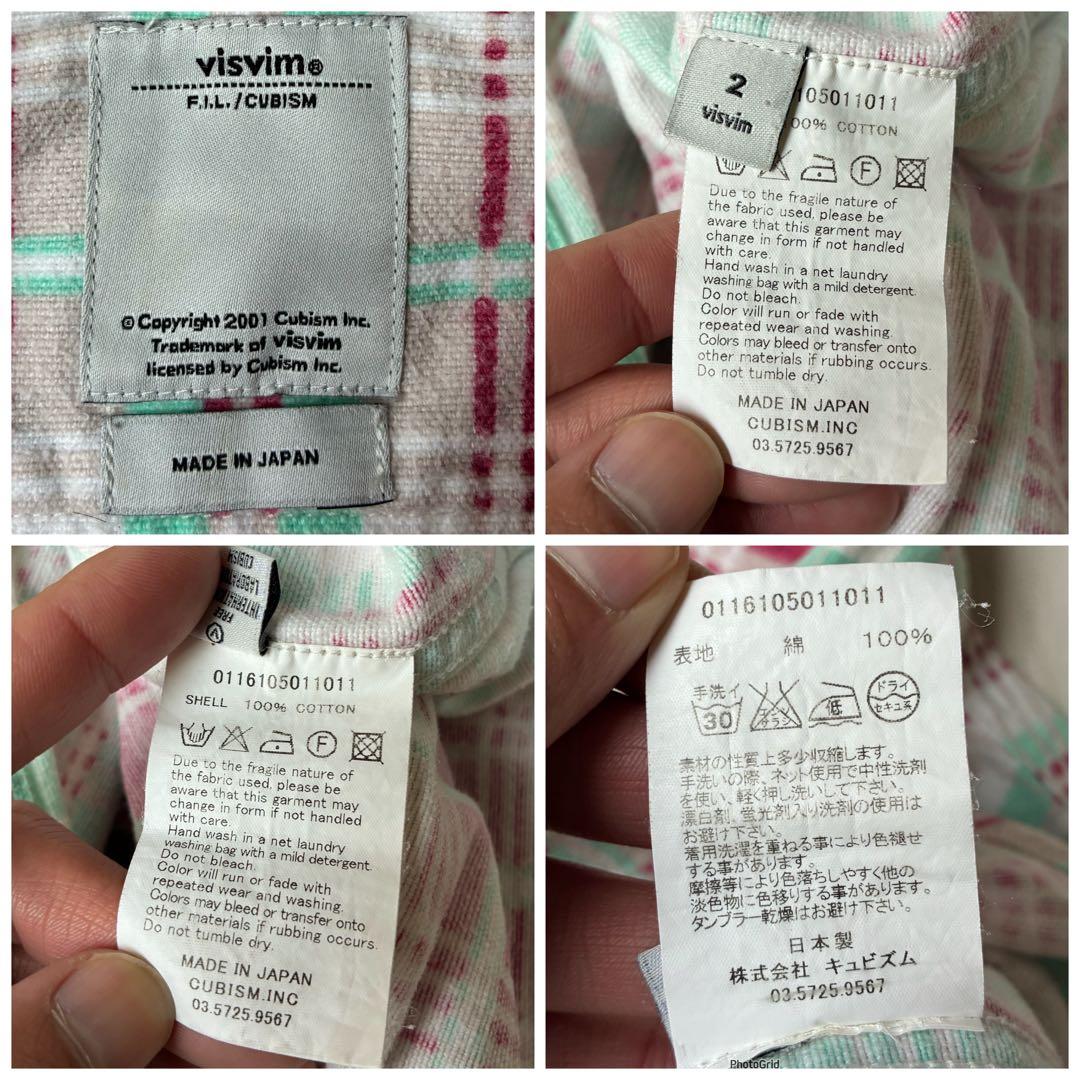 visvim®
F.I.L./CUBISM
© Copyright 2001 Cubism Inc.
Trademark of visvim
licensed by Cubism Inc.
MADE IN JAPAN
2
visvim
105011011
00% COTTON
F
Due to the fragile nature of
the fabric used, please be
aware that this garment may
change in form if not handled
with care.
Hand wash in a net laundry
washing bag with a mild detergent.
Do not bleach.
Color will run or fade with
repeated wear and washing.
Colors may bleed or transfer onto
other materials if rubbing occurs.
Do not tumble dry.
MADE IN JAPAN
CUBISM.INC
03.5725.9567
CUBISM
LABORAT
INTERNAT
FREE
V
0116105011011
SHELL 100% COTTON
F
Due to the fragile nature of
the fabric used, please be
aware that this garment may
change in form if not handled
with care.
Hand wash in a net laundry
washing bag with a mild detergent.
Do not bleach.
Color will run or fade with
repeated wear and washing.
Colors may bleed or transfer onto
other materials if rubbing occurs.
Do not tumble dry.
MADE IN JAPAN
CUBISM.INC
03.5725.9567
0116105011011
表地 綿 100%
手洗イ 30 エンソサラシ 低 ドライ セキユ系
素材の性質上多少収縮します。
手洗いの際、ネット使用で中性洗剤
を使い、軽く押し洗いして下さい。
漂白剤、蛍光剤入り洗剤の使用は
お避け下さい。
着用洗濯を重ねる事により色褪せ
する事があります。
摩擦等により色落ちしやすく他の
淡色物に色移りする事があります。
タンブラー乾燥はお避け下さい。
日本製
株式会社 キュビズム
03.5725.9567
PhotoGrid